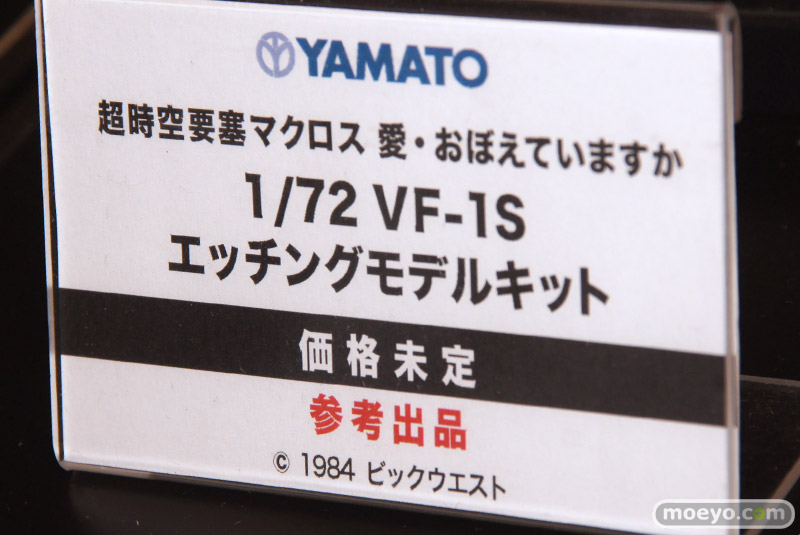 YAMATO
超時空要塞マクロス 愛・おぼえていますか
1/72 VF-1S
エッチングモデルキット
価格未定
参考出品
© 1984 ビックウエスト
moeyo.com